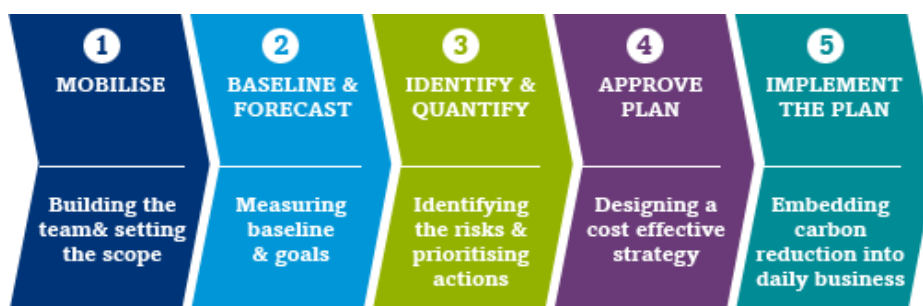 1
MOBILISE
Building the
team& setting
the scope
2
BASELINE &
FORECAST
Measuring
baseline
& goals
3
IDENTIFY &
QUANTIFY
Identifying
the risks &
prioritising
actions
4
APPROVE
PLAN
Designing a
cost effective
strategy
5
IMPLEMENT
THE PLAN
Embedding
carbon
reduction into
daily business